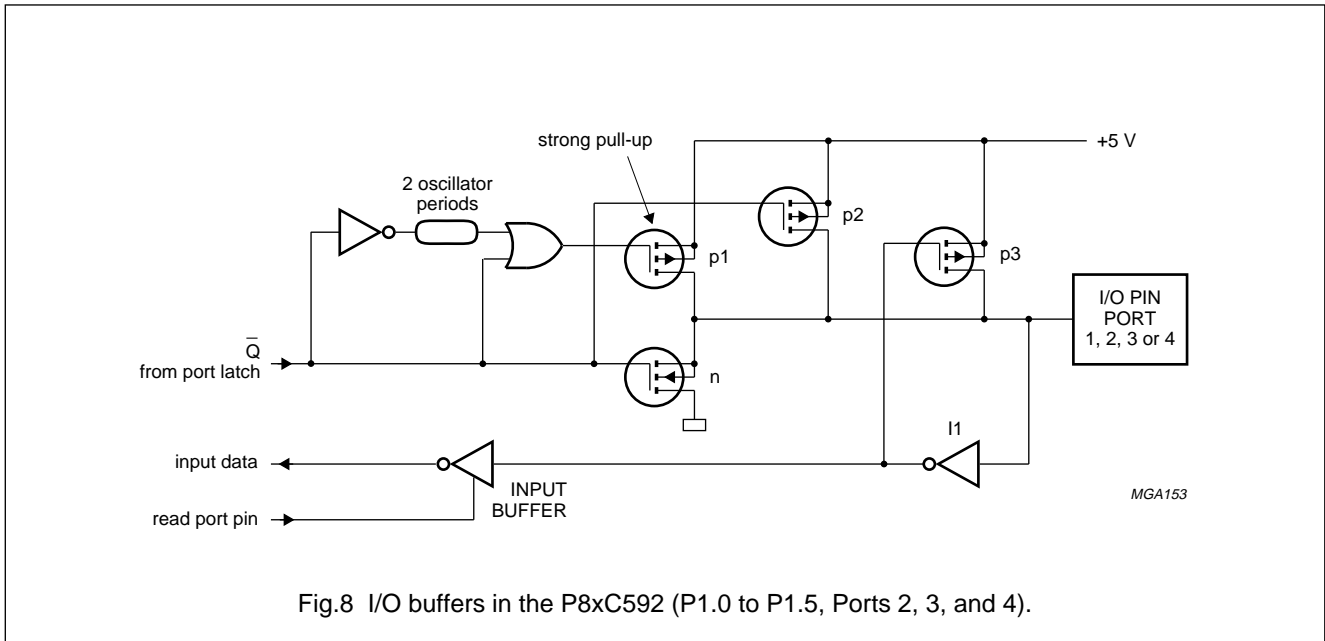 strong pull-up
+5 V
2 oscillator
periods
p2
p1
p3
I/O PIN
PORT
1, 2, 3 or 4
Q̅
from port latch
n
I1
input data
INPUT
BUFFER
read port pin
MGA153
Fig.8 I/O buffers in the P8xC592 (P1.0 to P1.5, Ports 2, 3, and 4).